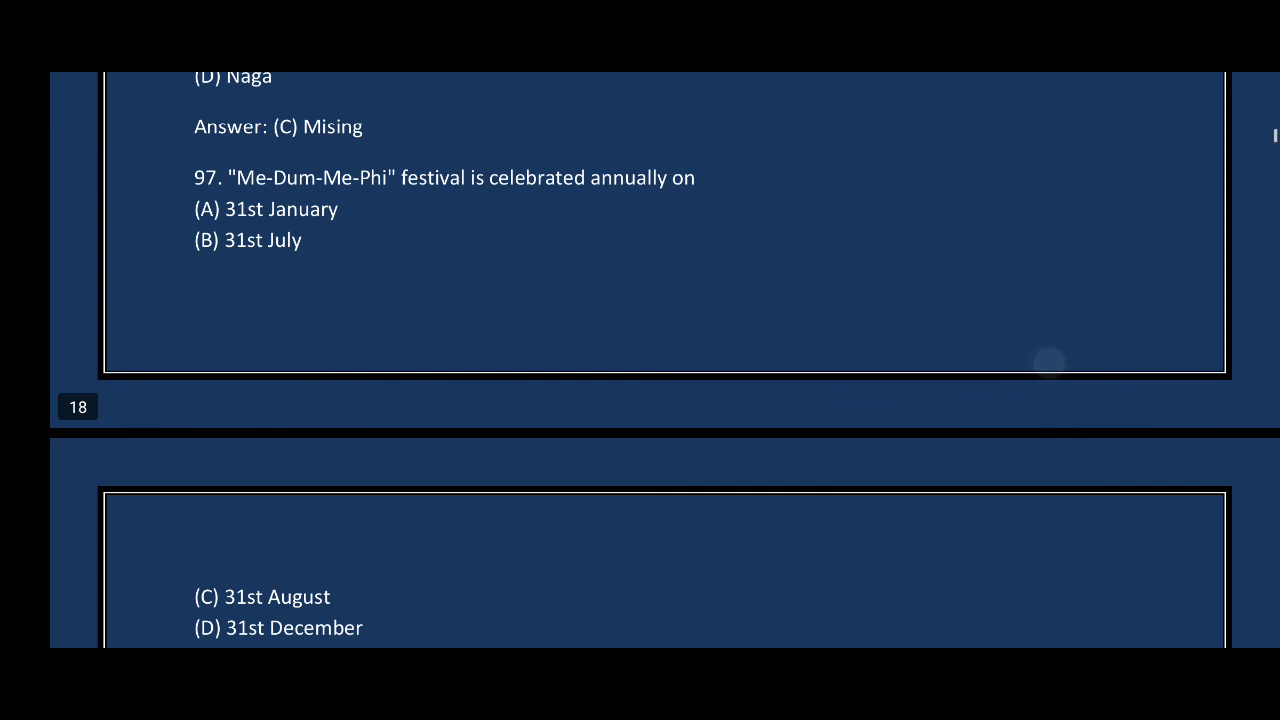 (D) Naga
Answer: (C) Mising
97. "Me-Dum-Me-Phi" festival is celebrated annually on
(A) 31st January
(B) 31st July
18
(C) 31st August
(D) 31st December